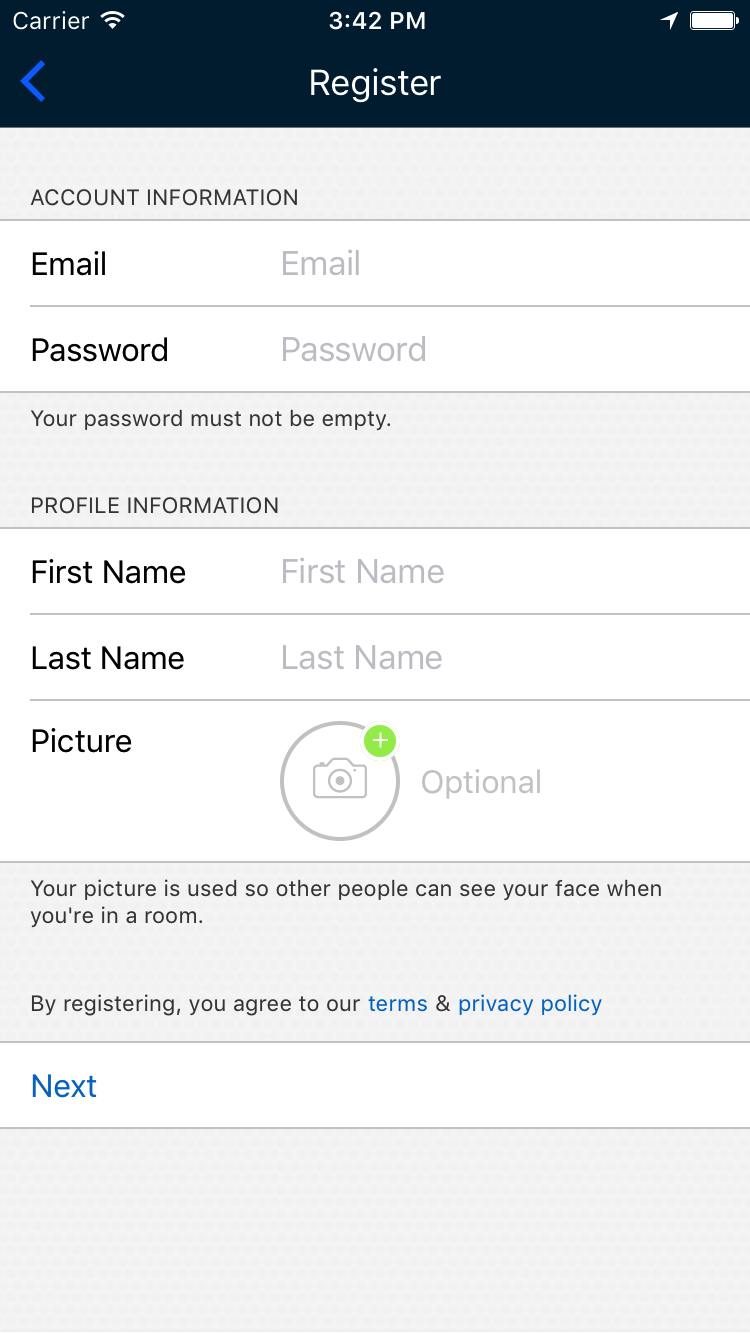 Carrier 3:42 PM
Register
ACCOUNT INFORMATION
Email Email
Password Password
Your password must not be empty.
PROFILE INFORMATION
First Name First Name
Last Name Last Name
Picture
Optional
Your picture is used so other people can see your face when
you're in a room.
By registering, you agree to our terms & privacy policy
Next